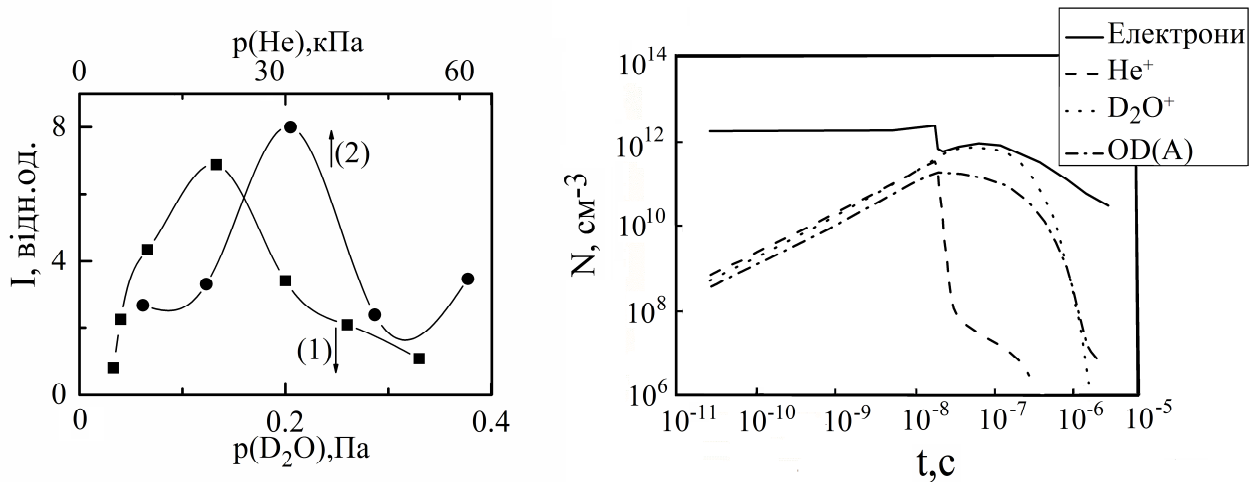 p(He),кПа
0 30 60
8
4
0
I, відн.од.
(2)
(1)
0 0.2 0.4
p(D₂O),Па
Електрони
He⁺
D₂O⁺
OD(A)
10¹⁴
10¹²
10¹⁰
10⁸
10⁶
N, см⁻³
10⁻¹¹ 10⁻¹⁰ 10⁻⁹ 10⁻⁸ 10⁻⁷ 10⁻⁶ 10⁻⁵
t,с